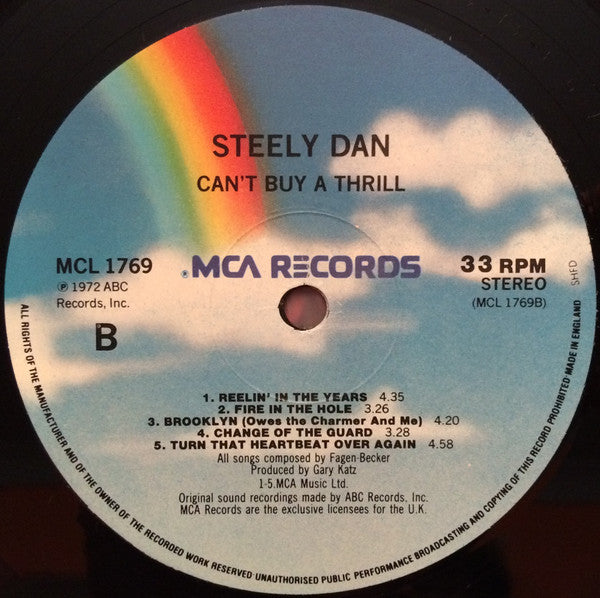 STEELY DAN
CAN'T BUY A THRILL
MCL 1769
℗ 1972 ABC
Records, Inc.
B
® MCA RECORDS
33 RPM
STEREO
(MCL 1769B)
SHFD
1. REELIN' IN THE YEARS 4.35
2. FIRE IN THE HOLE 3.26
3. BROOKLYN (Owes the Charmer And Me) 4.20
4. CHANGE OF THE GUARD 3.28
5. TURN THAT HEARTBEAT OVER AGAIN 4.58
All songs composed by Fagen-Becker
Produced by Gary Katz
1-5.MCA Music Ltd.
Original sound recordings made by ABC Records, Inc.
MCA Records are the exclusive licensees for the U.K.
ALL RIGHTS OF THE MANUFACTURER AND OF THE OWNER OF THE RECORDED WORK RESERVED·UNAUTHORISED PUBLIC PERFORMANCE BROADCASTING AND COPYING OF THIS RECORD PROHIBITED·MADE IN ENGLAND